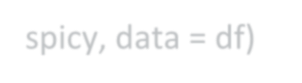 spicy, data = df)